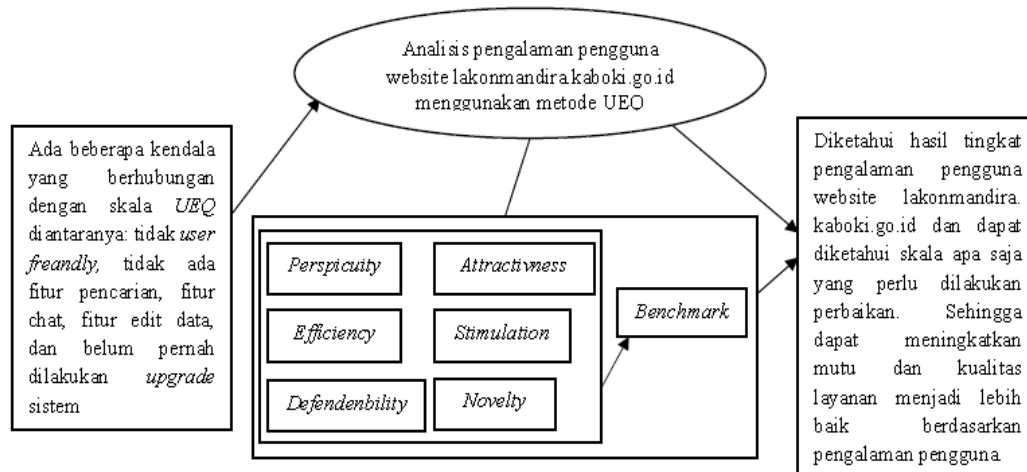 Analisis pengalaman pengguna
website lakonmandira.kaboki.go.id
menggunakan metode UEQ
Ada beberapa kendala
yang berhubungan
dengan skala UEQ
diantaranya: tidak user
freandly, tidak ada
fitur pencarian, fitur
chat, fitur edit data,
dan belum pernah
dilakukan upgrade
sistem
Perspicuity
Attractivness
Efficiency
Stimulation
Defendenbility
Novelty
Benchmark
Diketahui hasil tingkat
pengalaman pengguna
website lakonmandira.
kaboki.go.id dan dapat
diketahui skala apa saja
yang perlu dilakukan
perbaikan. Sehingga
dapat meningkatkan
mutu dan kualitas
layanan menjadi lebih
baik berdasarkan
pengalaman pengguna.